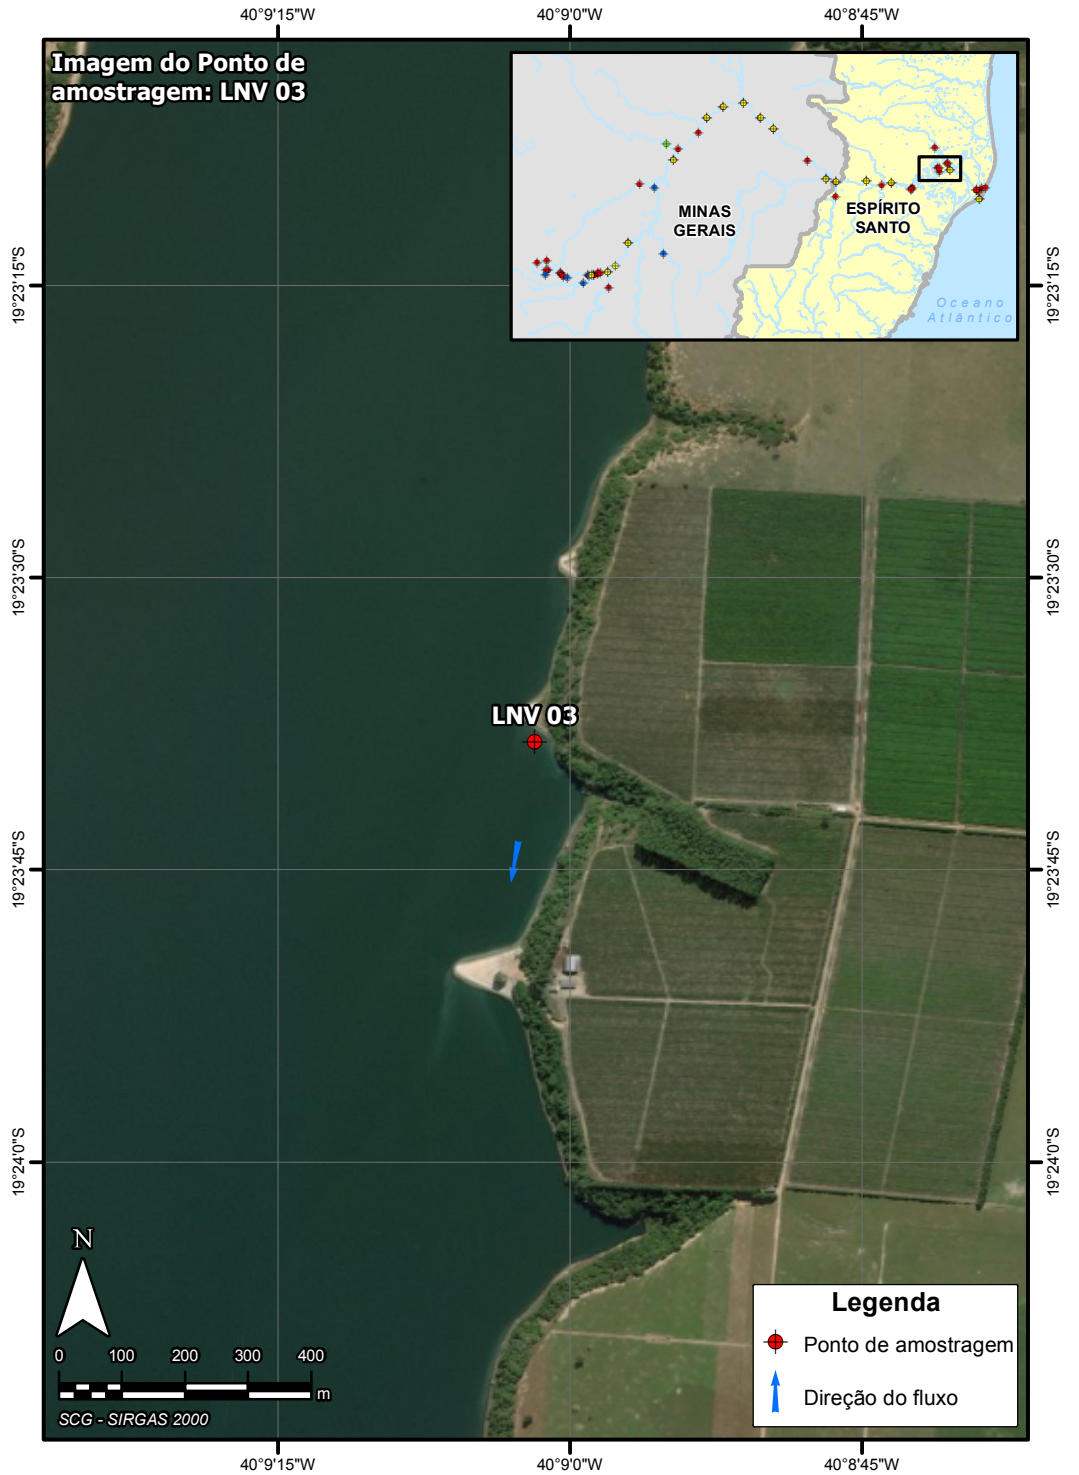 40°9'15"W
40°9'0"W
40°8'45"W
Imagem do Ponto de
amostragem: LNV 03
MINAS
GERAIS
ESPÍRITO
SANTO
Oceano
Atlântico
19°23'15"S
19°23'15"S
19°23'30"S
19°23'30"S
LNV 03
19°23'45"S
19°23'45"S
19°24'0"S
19°24'0"S
N
0 100 200 300 400
m
SCG - SIRGAS 2000
Legenda
Ponto de amostragem
Direção do fluxo
40°9'15"W
40°9'0"W
40°8'45"W